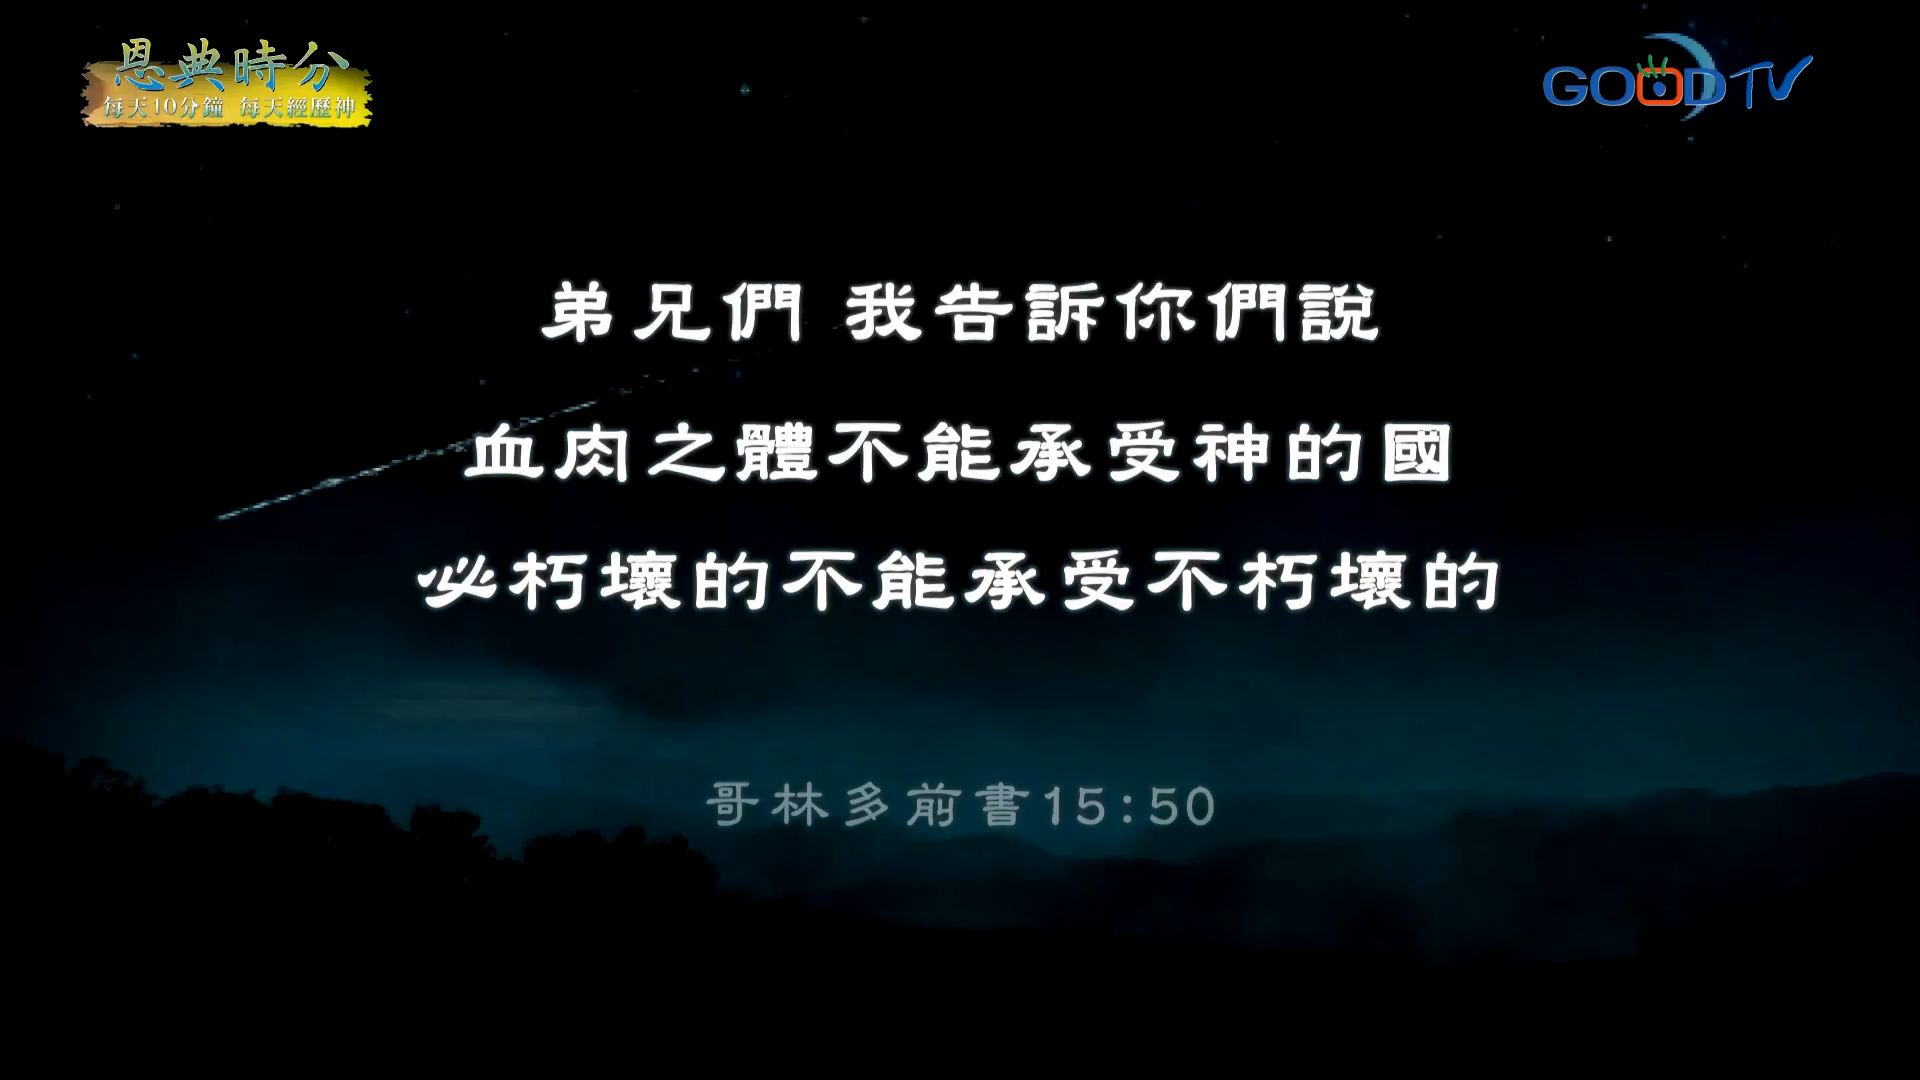 恩典時分
每天10分鐘 每天經歷神
GOOD TV
弟兄們 我告訴你們說
血肉之體不能承受神的國
必朽壞的不能承受不朽壞的
哥林多前書15:50